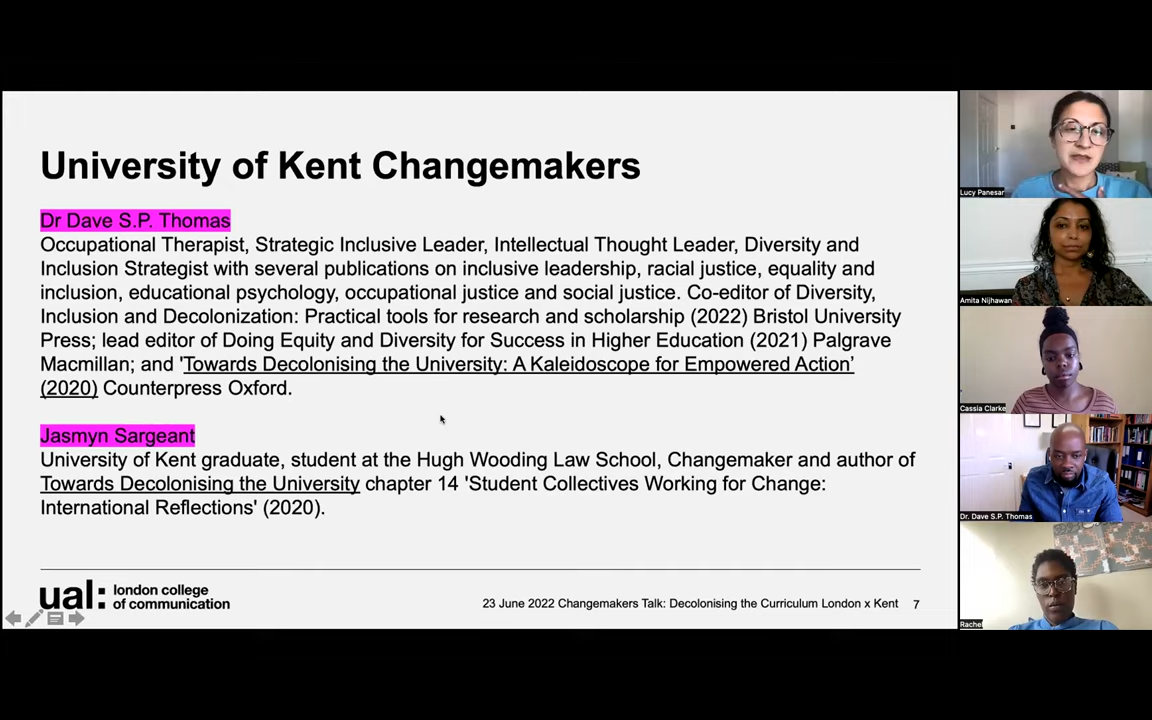 University of Kent Changemakers
Dr Dave S.P. Thomas
Occupational Therapist, Strategic Inclusive Leader, Intellectual Thought Leader, Diversity and
Inclusion Strategist with several publications on inclusive leadership, racial justice, equality and
inclusion, educational psychology, occupational justice and social justice. Co-editor of Diversity,
Inclusion and Decolonization: Practical tools for research and scholarship (2022) Bristol University
Press; lead editor of Doing Equity and Diversity for Success in Higher Education (2021) Palgrave
Macmillan; and 'Towards Decolonising the University: A Kaleidoscope for Empowered Action’
(2020) Counterpress Oxford.
Jasmyn Sargeant
University of Kent graduate, student at the Hugh Wooding Law School, Changemaker and author of
Towards Decolonising the University chapter 14 'Student Collectives Working for Change:
International Reflections' (2020).
ual: london college
of communication
23 June 2022 Changemakers Talk: Decolonising the Curriculum London x Kent 7
Lucy Panesar
Amita Nijhawan
Cassia Clarke
Dr. Dave S.P. Thomas
Rachel